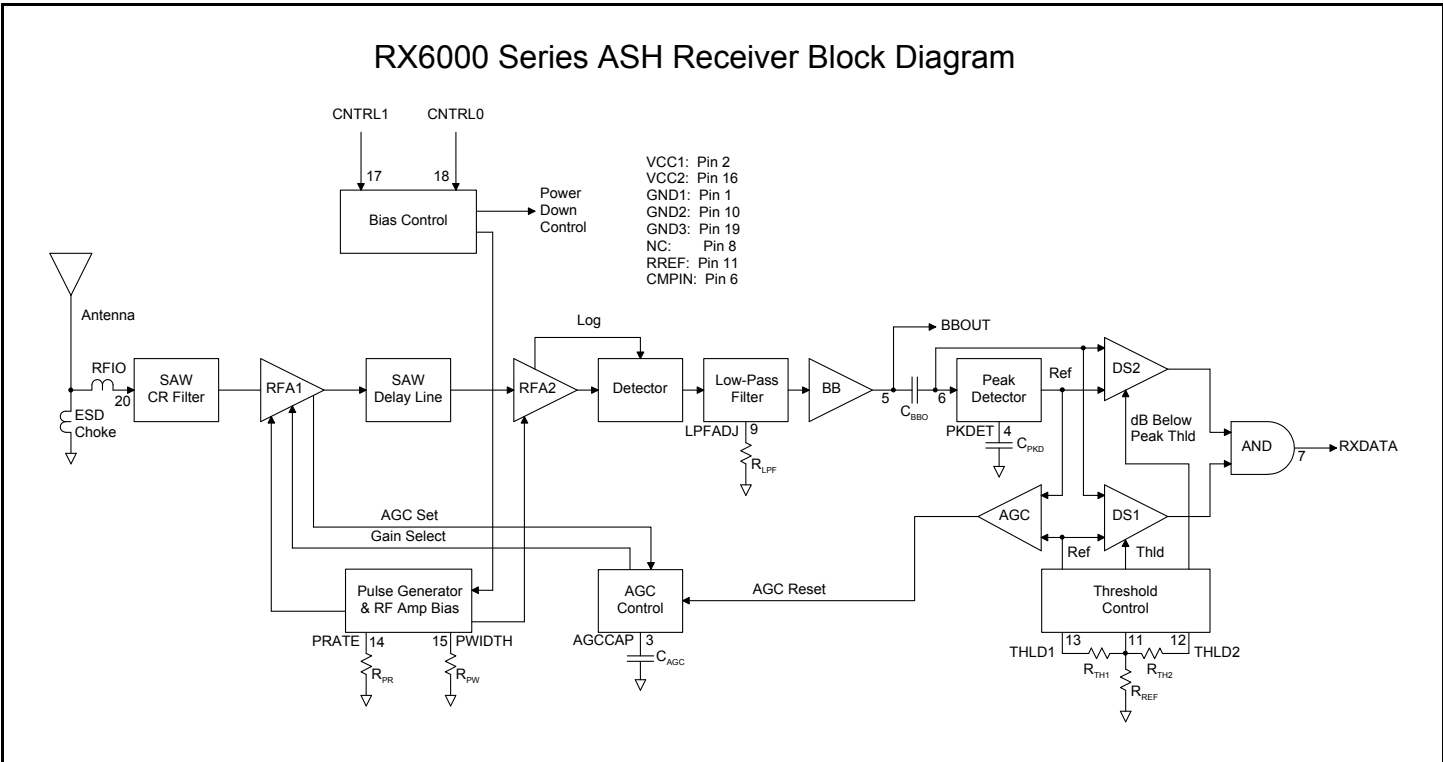 RX6000 Series ASH Receiver Block Diagram
CNTRL1
CNTRL0
17
18
Bias Control
Power
Down
Control
VCC1: Pin 2
VCC2: Pin 16
GND1: Pin 1
GND2: Pin 10
GND3: Pin 19
NC: Pin 8
RREF: Pin 11
CMPIN: Pin 6
Antenna
RFIO
20
ESD
Choke
SAW
CR Filter
RFA1
SAW
Delay Line
RFA2
Log
Detector
Low-Pass
Filter
LPFADJ
9
RLPF
BB
5
BBOUT
CBBO
6
Peak
Detector
PKDET
4
CPKD
Ref
DS2
dB Below
Peak Thld
AND
7
RXDATA
AGC
DS1
Ref
Thld
AGC Set
Gain Select
AGC Reset
Pulse Generator
& RF Amp Bias
PRATE
14
15
PWIDTH
RPR
RPW
AGC
Control
AGCCAP
3
CAGC
Threshold
Control
THLD1
13
11
12
THLD2
RTH1
RTH2
RREF